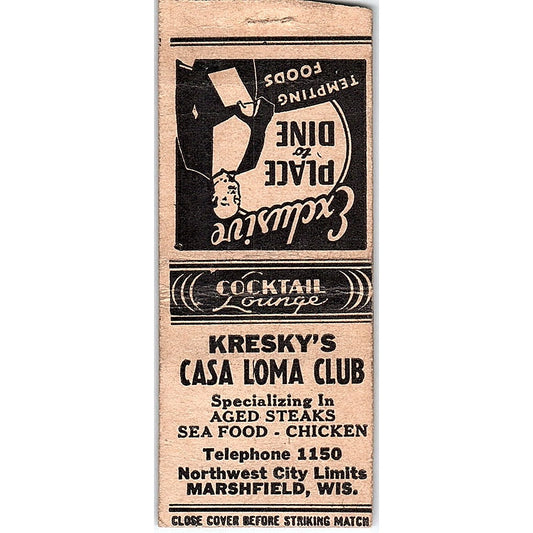 Exclusive
PLACE
to
DINE
TEMPTING
FOODS
COCKTAIL
Lounge
KRESKY'S
CASA LOMA CLUB
Specializing In
AGED STEAKS
SEA FOOD - CHICKEN
Telephone 1150
Northwest City Limits
MARSHFIELD, WIS.
CLOSE COVER BEFORE STRIKING MATCH